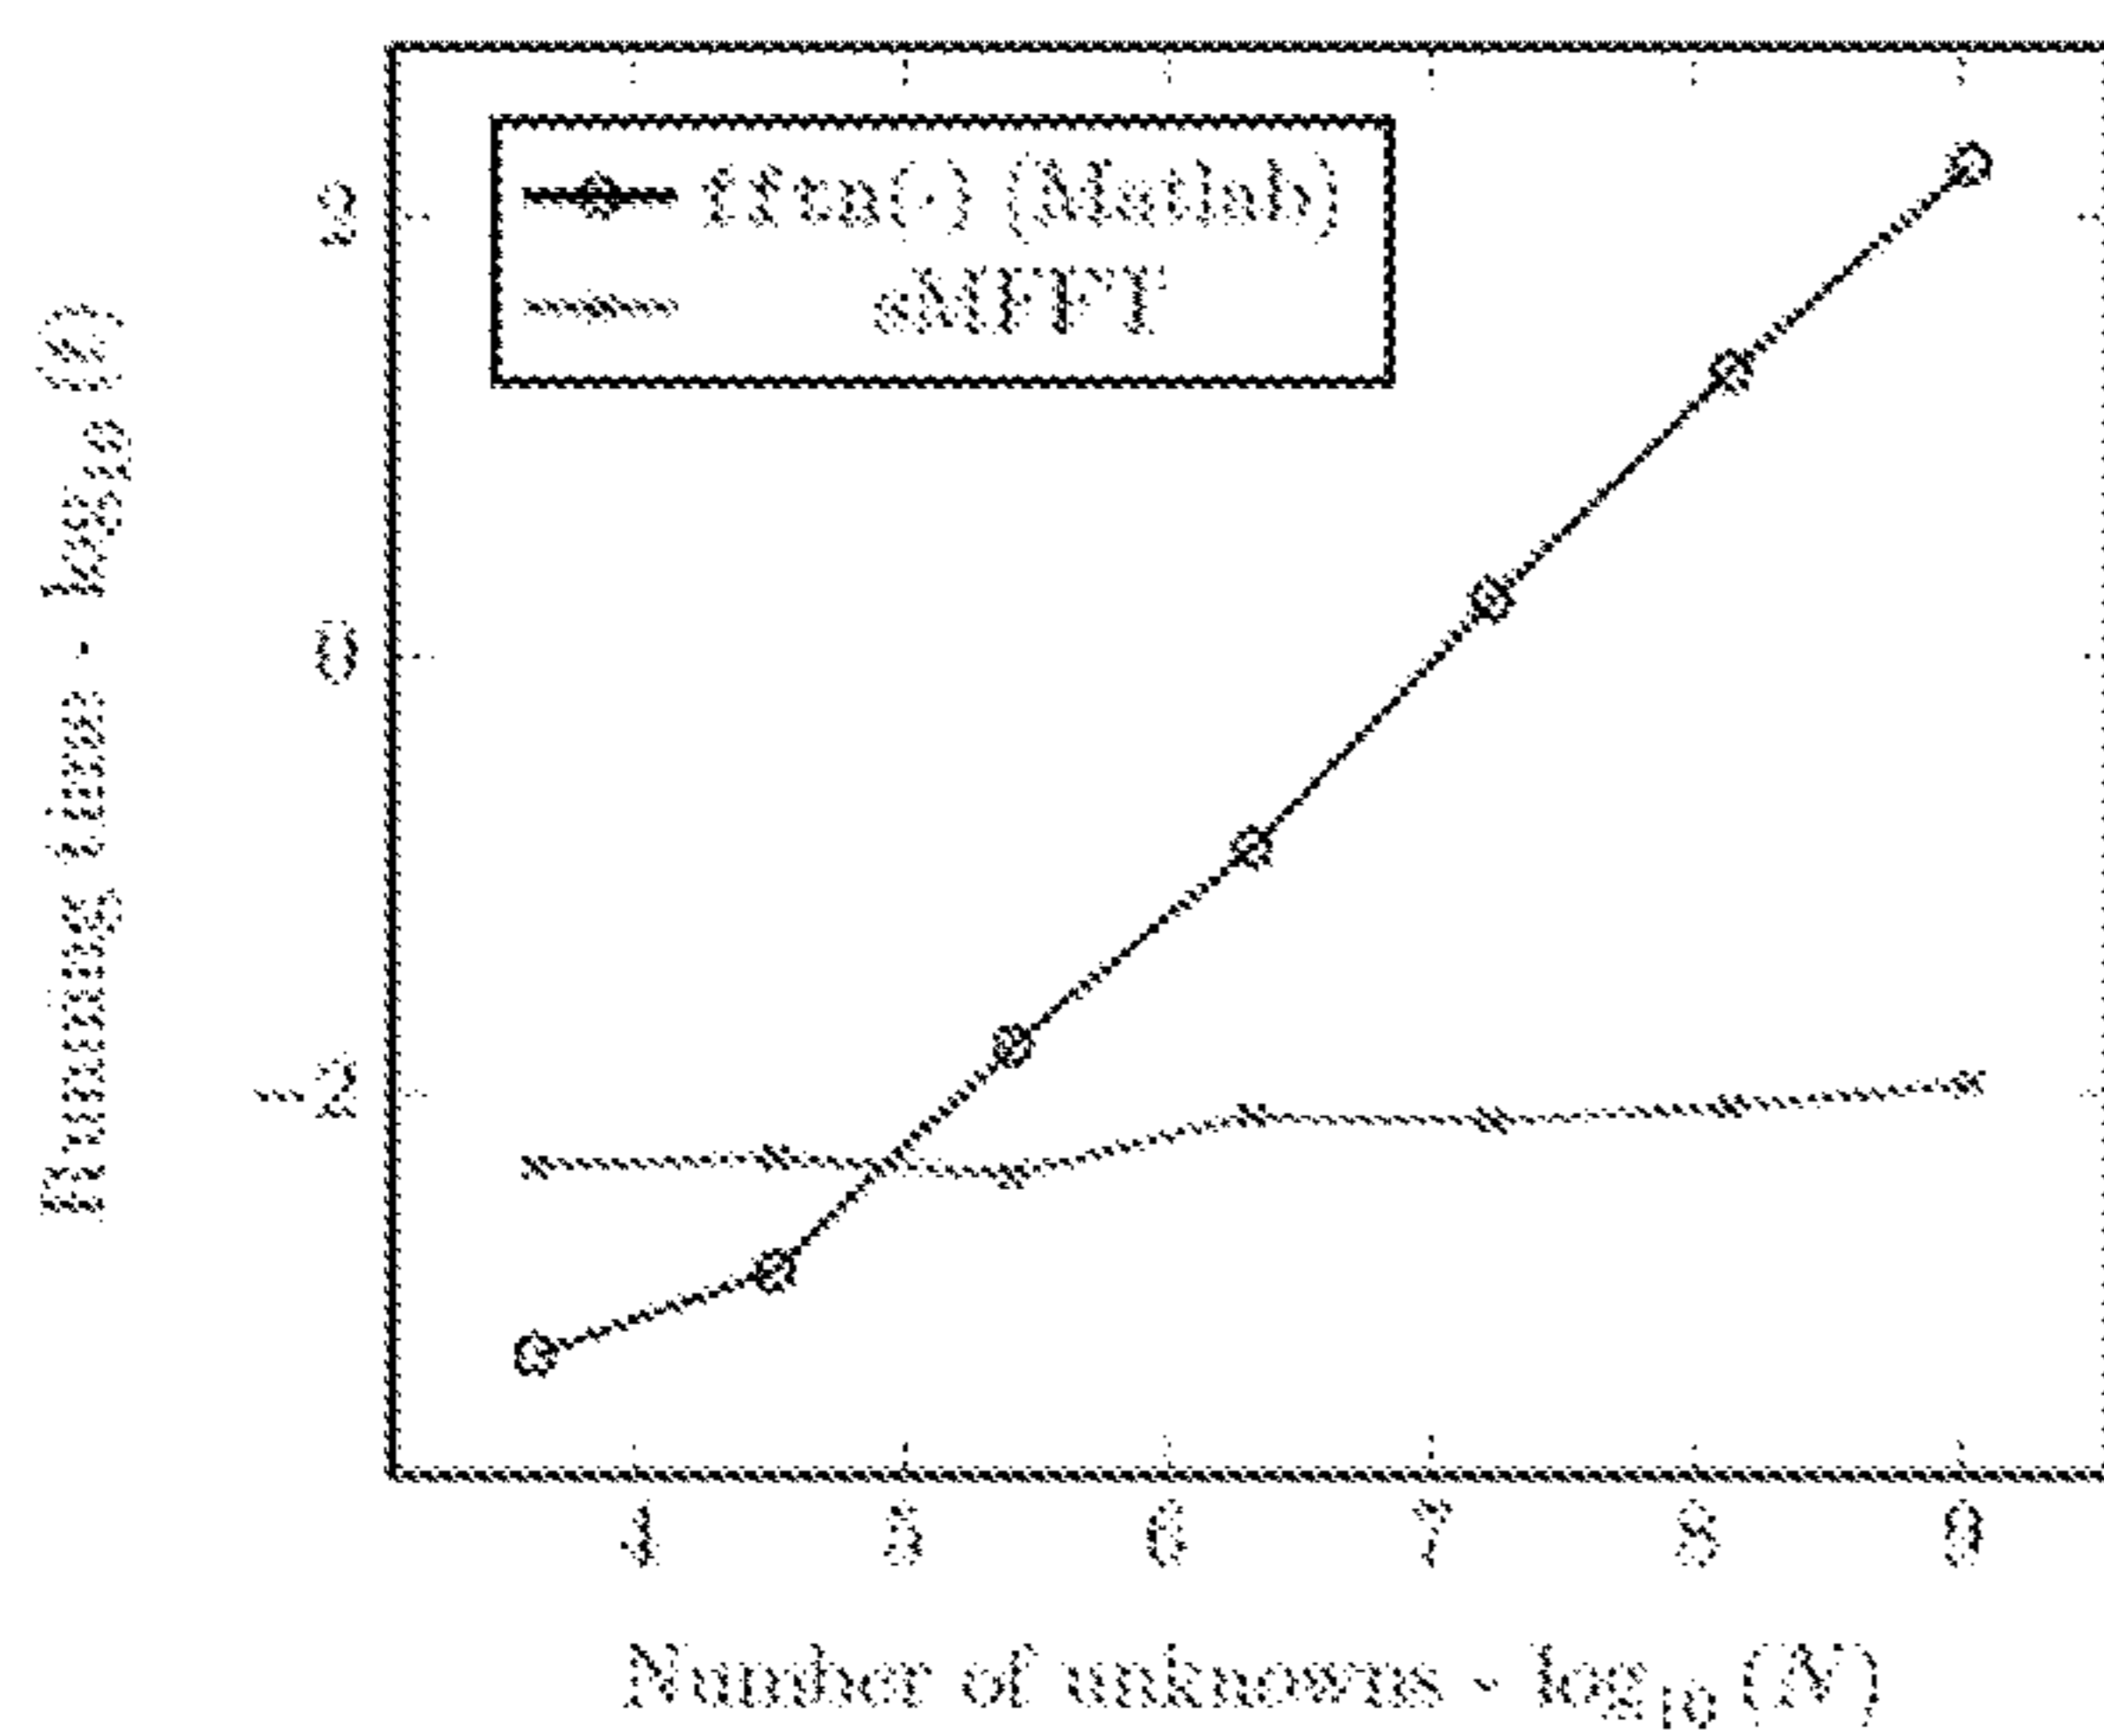 fftn(·) (Matlab)
sMFFT
2
0
−2
Running time - log₁₀ (t)
4 5 6 7 8 9
Number of unknowns - log₁₀ (N)